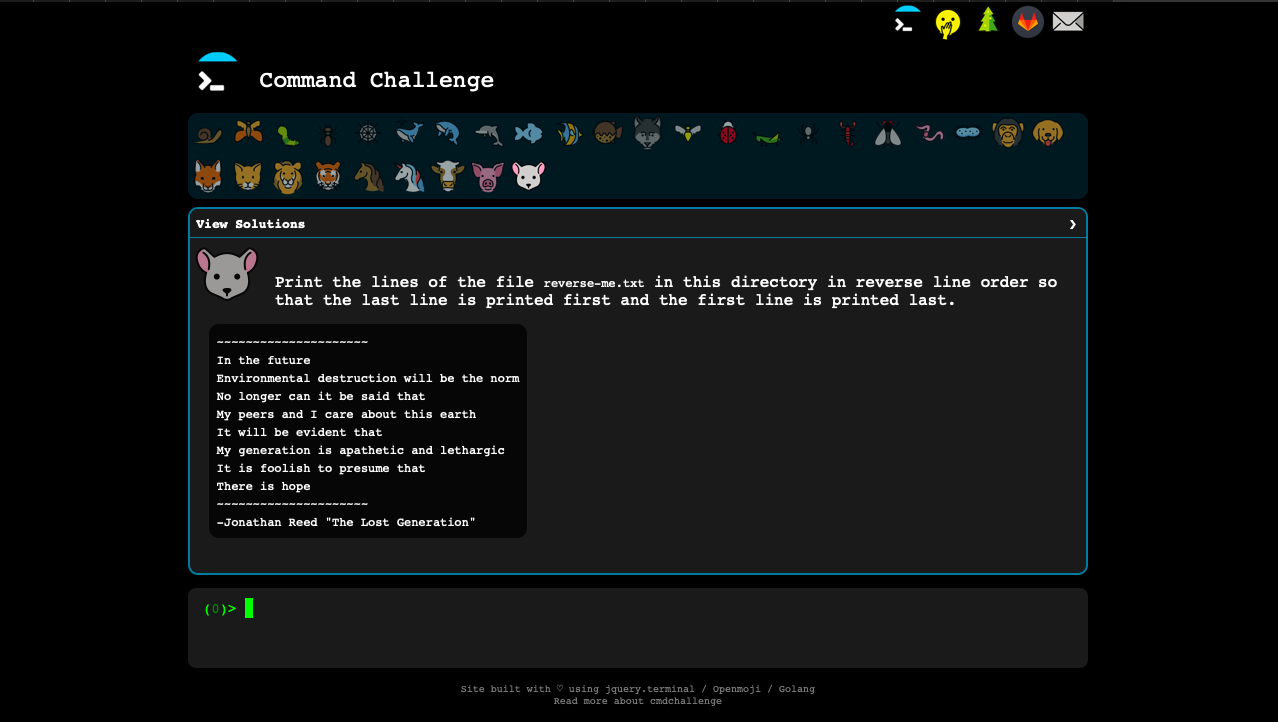 Command Challenge
View Solutions ❯
Print the lines of the file reverse-me.txt in this directory in reverse line order so
that the last line is printed first and the first line is printed last.
~~~~~~~~~~~~~~~~~~~~~
In the future
Environmental destruction will be the norm
No longer can it be said that
My peers and I care about this earth
It will be evident that
My generation is apathetic and lethargic
It is foolish to presume that
There is hope
~~~~~~~~~~~~~~~~~~~~~
-Jonathan Reed "The Lost Generation"
(0)>
Site built with ♡ using jquery.terminal / Openmoji / Golang
Read more about cmdchallenge